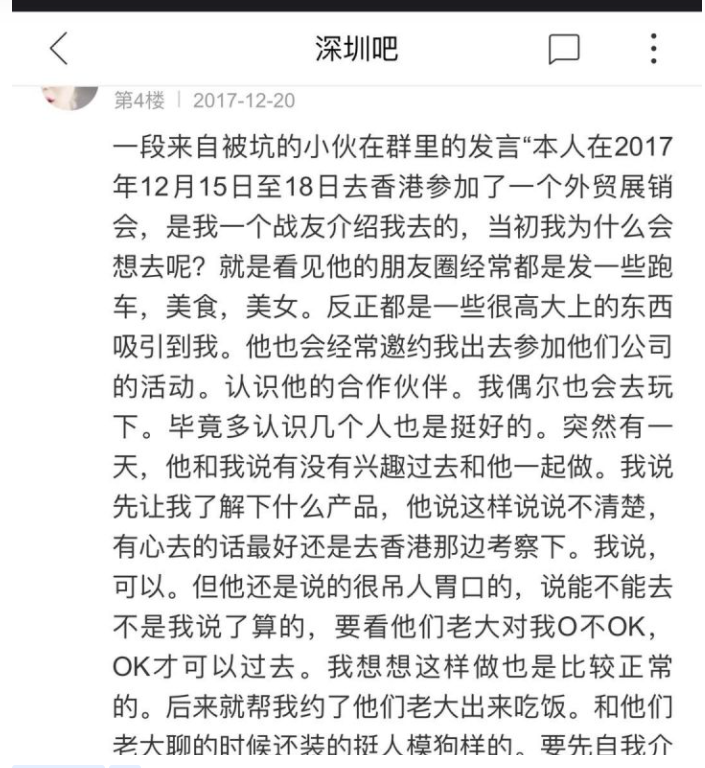 深圳吧
第4楼 | 2017-12-20
一段来自被坑的小伙在群里的发言“本人在2017
年12月15日至18日去香港参加了一个外贸展销
会，是我一个战友介绍我去的，当初我为什么会
想去呢？就是看见他的朋友圈经常都是发一些跑
车，美食，美女。反正都是一些很高大上的东西
吸引到我。他也会经常邀约我出去参加他们公司
的活动。认识他的合作伙伴。我偶尔也会去玩
下。毕竟多认识几个人也是挺好的。突然有一
天，他和我说有没有兴趣过去和他一起做。我说
先让我了解下什么产品，他说这样说说不清楚，
有心去的话最好还是去香港那边考察下。我说，
可以。但他还是说的很吊人胃口的，说能不能去
不是我说了算的，要看他们老大对我O不OK，
OK才可以过去。我想想这样做也是比较正常
的。后来就帮我约了他们老大出来吃饭。和他们
老大聊的时候还装的挺人模狗样的。要先自我介